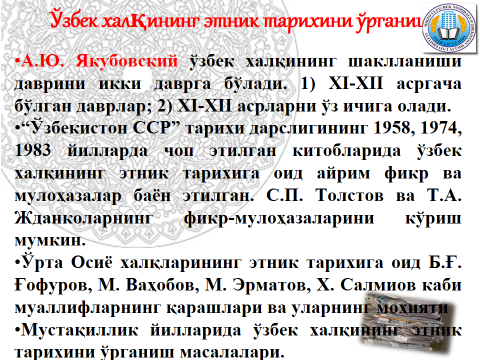 Ўзбек халқининг этник тарихини ўрганиш
•А.Ю. Якубовский ўзбек халқининг шаклланиши
даврини икки даврга бўлади. 1) XI-XII асргача
бўлган даврлар; 2) XI-XII асрларни ўз ичига олади.
•“Ўзбекистон ССР” тарихи дарслигининг 1958, 1974,
1983 йилларда чоп этилган китобларида ўзбек
халқининг этник тарихига оид айрим фикр ва
мулоҳазалар баён этилган. С.П. Толстов ва Т.А.
Жданколарнинг фикр-мулоҳазаларини кўриш
мумкин.
•Ўрта Осиё халқларининг этник тарихига оид Б.Ғ.
Ғофуров, М. Ваҳобов, М. Эрматов, Х. Салмиов каби
муаллифларнинг қарашлари ва уларнинг моҳияти
•Мустақиллик йилларида ўзбек халқининг этник
тарихини ўрганиш масалалари.